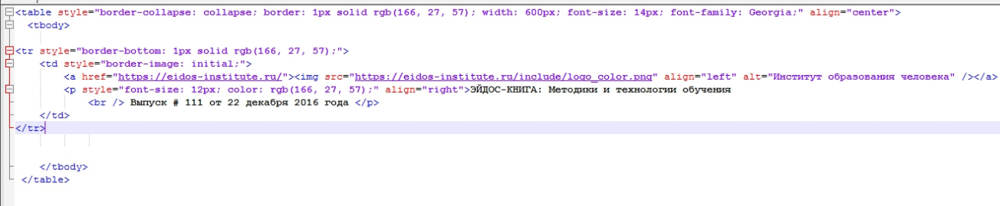 <table style="border-collapse: collapse; border: 1px solid rgb(166, 27, 57); width: 600px; font-size: 14px; font-family: Georgia;" align="center">
<tbody>
<tr style="border-bottom: 1px solid rgb(166, 27, 57);">
<td style="border-image: initial;">
<a href="https://eidos-institute.ru/"><img src="https://eidos-institute.ru/include/logo_color.png" align="left" alt="Институт образования человека" /></a>
<p style="font-size: 12px; color: rgb(166, 27, 57);" align="right">ЭЙДОС-КНИГА: Методики и технологии обучения
<br /> Выпуск # 111 от 22 декабря 2016 года </p>
</td>
</tr>
</tbody>
</table>